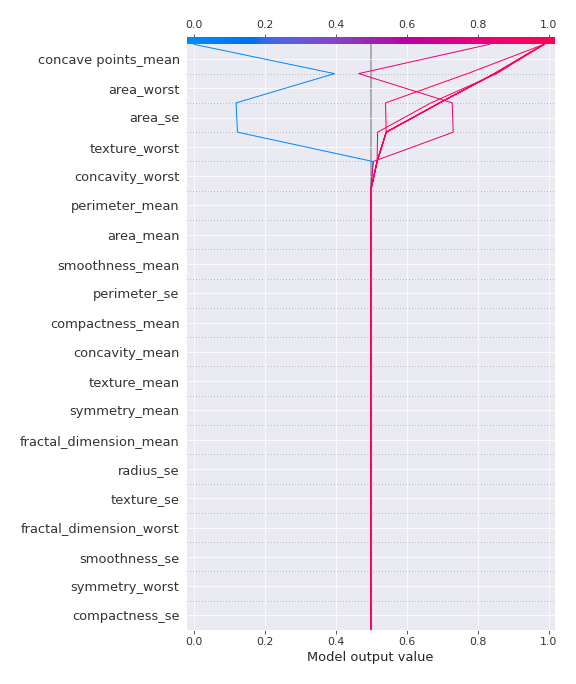 0.0 0.2 0.4 0.6 0.8 1.0
concave points_mean
area_worst
area_se
texture_worst
concavity_worst
perimeter_mean
area_mean
smoothness_mean
perimeter_se
compactness_mean
concavity_mean
texture_mean
symmetry_mean
fractal_dimension_mean
radius_se
texture_se
fractal_dimension_worst
smoothness_se
symmetry_worst
compactness_se
0.0 0.2 0.4 0.6 0.8 1.0
Model output value